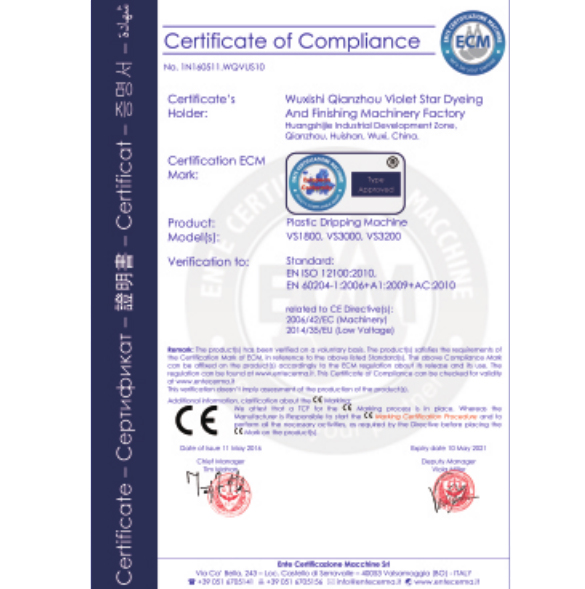 Certificate – Сертификат – 證明書 – Certificat – 증명서 – شهادة
Certificate of Compliance
ENTE CERTIFICAZIONE MACCHINE
ECM
No. 1N160511.WQVUS10
Certificate's Holder:
Wuxishi Qianzhou Violet Star Dyeing
And Finishing Machinery Factory
Huangshijie Industrial Development Zone,
Qianzhou, Huishan, Wuxi, China.
Certification ECM
Mark:
Type
Approved
Product: Plastic Dripping Machine
Model(s): VS1800, VS3000, VS3200
Verification to: Standard:
EN ISO 12100:2010,
EN 60204-1:2006+A1:2009+AC:2010
related to CE Directive(s):
2006/42/EC (Machinery)
2014/35/EU (Low Voltage)
Remark: The product(s) has been verified on a voluntary basis. The product(s) satisfies the requirements of
the Certification Mark of ECM, in reference to the above listed Standard(s). The above Compliance Mark
can be affixed on the product(s) accordingly to the ECM regulation about its release and its use. The
regulation can be found at www.entecerma.it. This Certificate of Compliance can be checked for validity
at www.entecerma.it
This verification doesn't imply assessment of the production of the product(s).
Additional information, clarification about the CE Marking:
CE
We attest that a TCF for the CE Marking process is in place. Whereas the
Manufacturer is Responsible to start the CE Marking Certification Procedure and to
perform all the necessary activities, as required by the Directive before placing the
CE Mark on the product(s).
Date of issue 11 May 2016
Expiry date 10 May 2021
Chief Manager
Deputy Manager
Ente Certificazione Macchine Srl
Via Ca' Bella, 243 – Loc. Castello di Serravalle – 40053 Valsamoggia (BO) - ITALY
+39 051 6705141 +39 051 6705156 info@entecerma.it www.entecerma.it